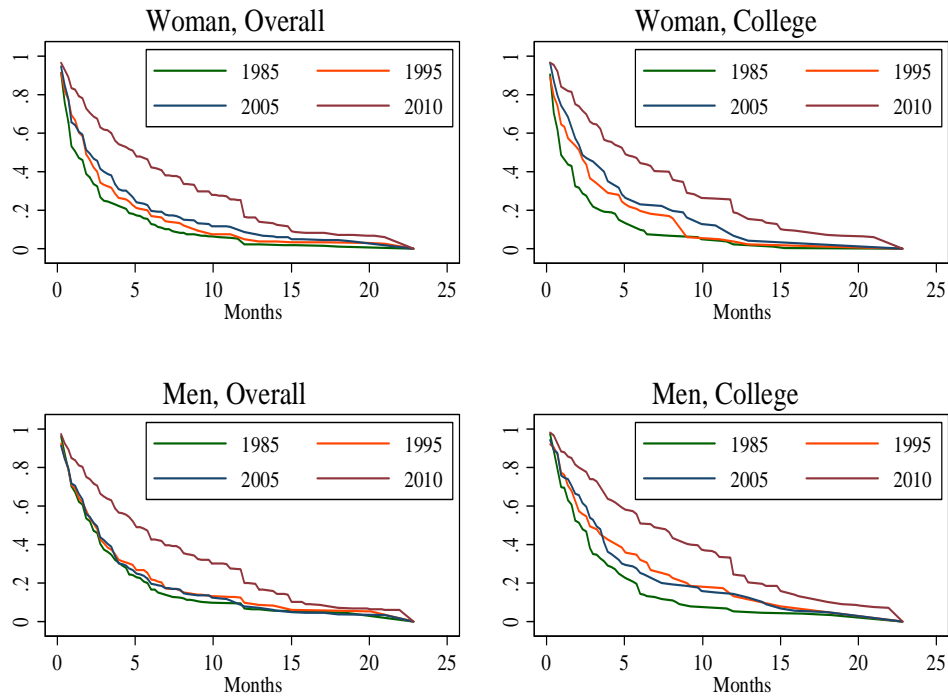 Woman, Overall
1985 1995
2005 2010
0 .2 .4 .6 .8 1
0 5 10 15 20 25
Months
Woman, College
1985 1995
2005 2010
0 .2 .4 .6 .8 1
0 5 10 15 20 25
Months
Men, Overall
1985 1995
2005 2010
0 .2 .4 .6 .8 1
0 5 10 15 20 25
Months
Men, College
1985 1995
2005 2010
0 .2 .4 .6 .8 1
0 5 10 15 20 25
Months